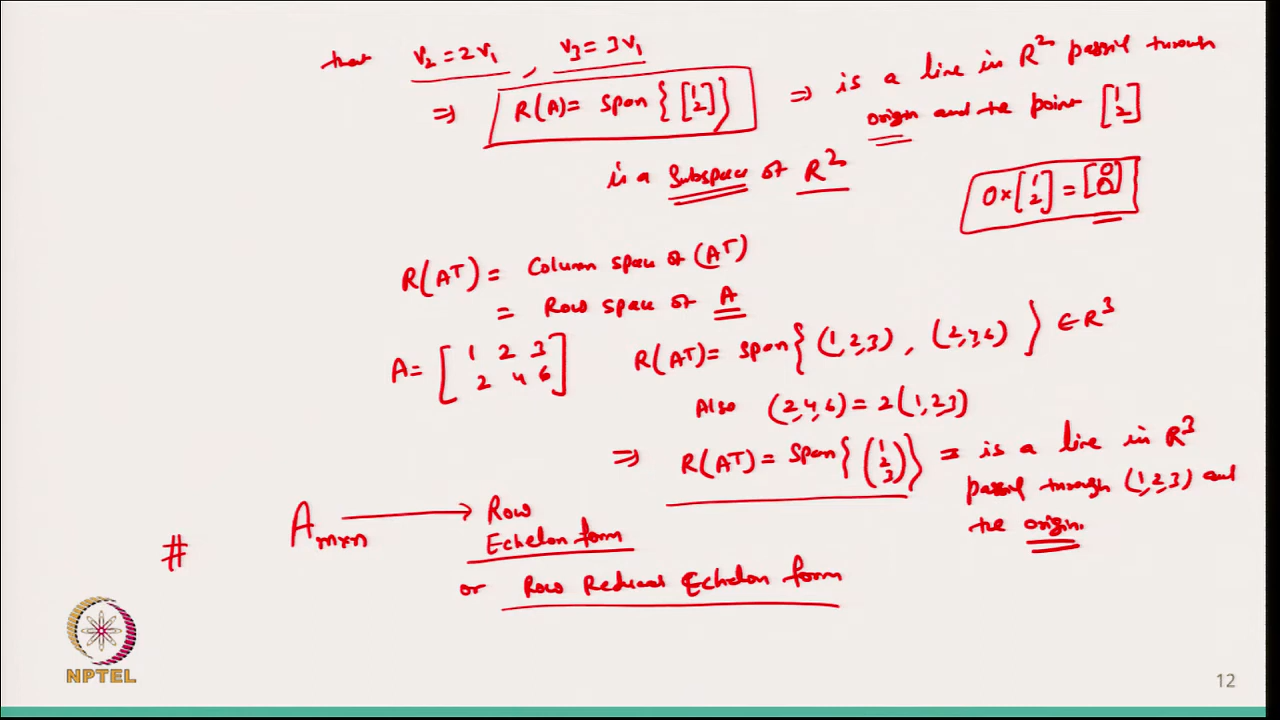 that v₂ = 2v₁ , v₃ = 3v₁
⇒ R(A) = span { [1 2] } ⇒ is a line in R² passi through
origin and the point [1 2]
is a subspace of R²
0 × [1 2] = [0 0]
R(Aᵀ) = Column space of (Aᵀ)
= Row space of A
A = [1 2 3
2 4 6]
R(Aᵀ) = span { (1,2,3) , (2,4,6) } ∈ R³
Also (2,4,6) = 2(1,2,3)
⇒ R(Aᵀ) = span { (1 2 3) } = is a line in R³
passi through (1,2,3) and
the origin.
# Aₘₓₙ → Row
Echelon form
or Row Reduced Echelon form
NPTEL
12